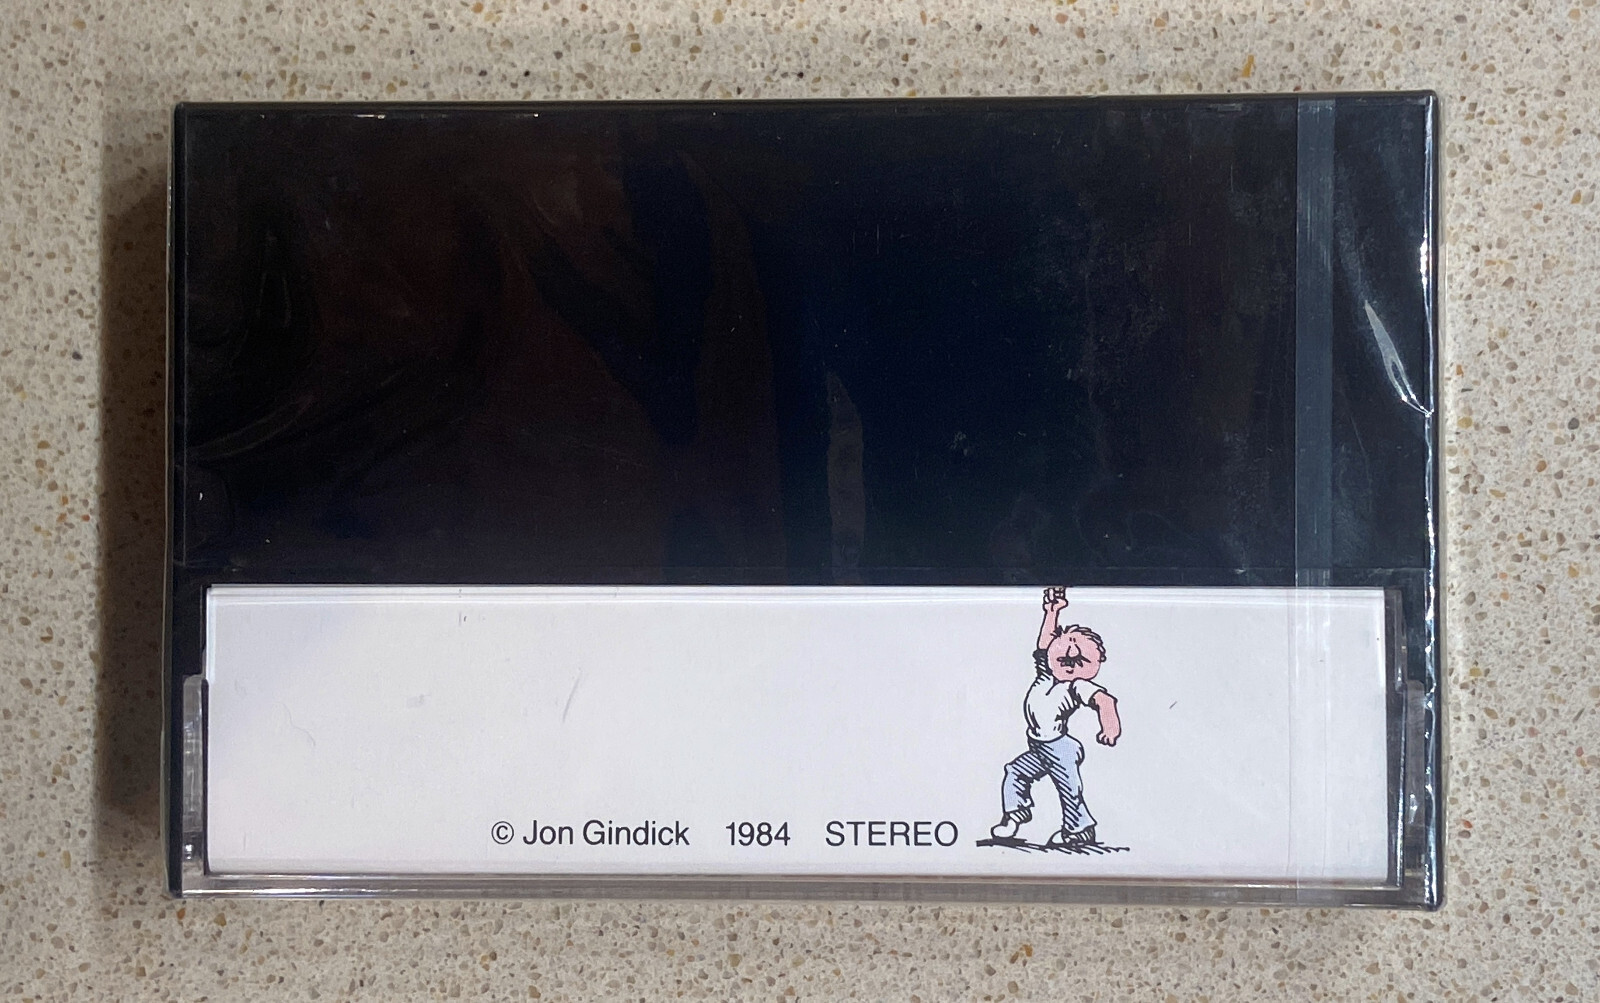 © Jon Gindick 1984 STEREO